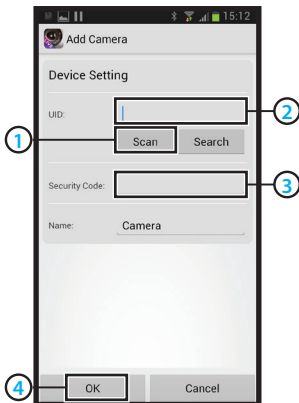 15:12
Add Camera
Device Setting
UID:
2
1
Scan Search
Security Code:
3
Name: Camera
4
OK Cancel